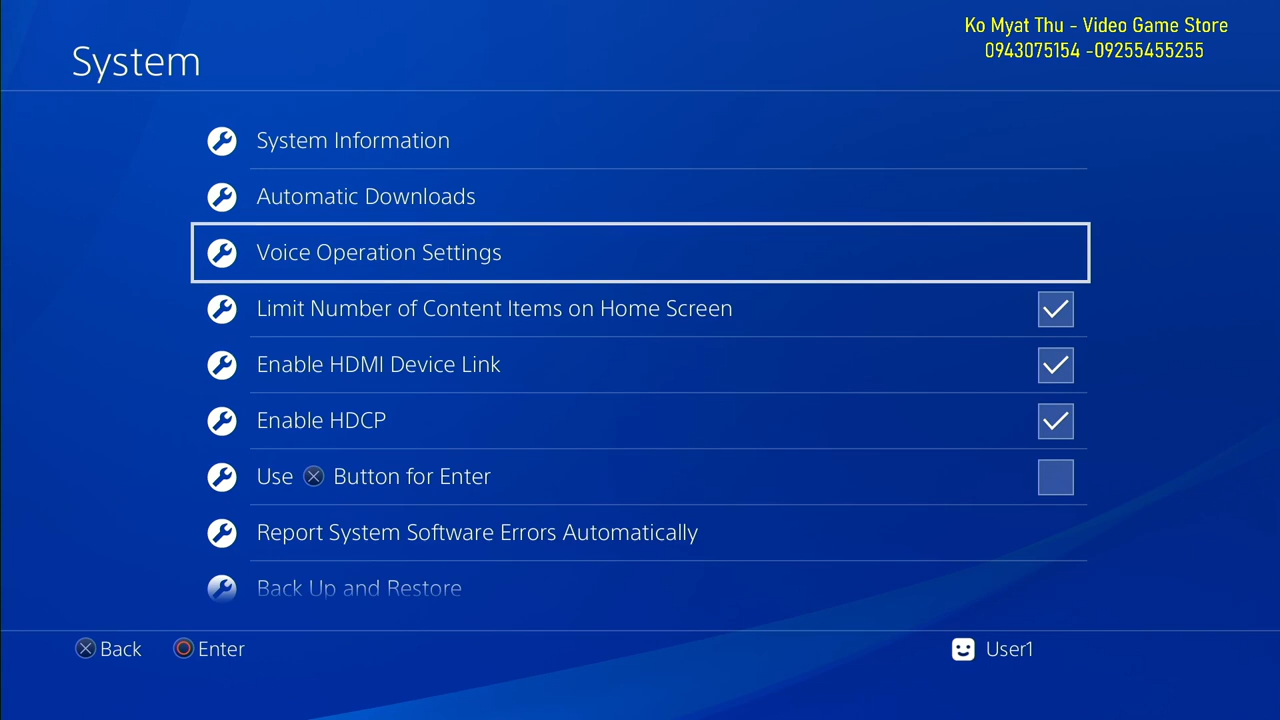 Ko Myat Thu - Video Game Store
0943075154 -09255455255
System
System Information
Automatic Downloads
Voice Operation Settings
Limit Number of Content Items on Home Screen
Enable HDMI Device Link
Enable HDCP
Use Button for Enter
Report System Software Errors Automatically
Back Up and Restore
Back Enter User1